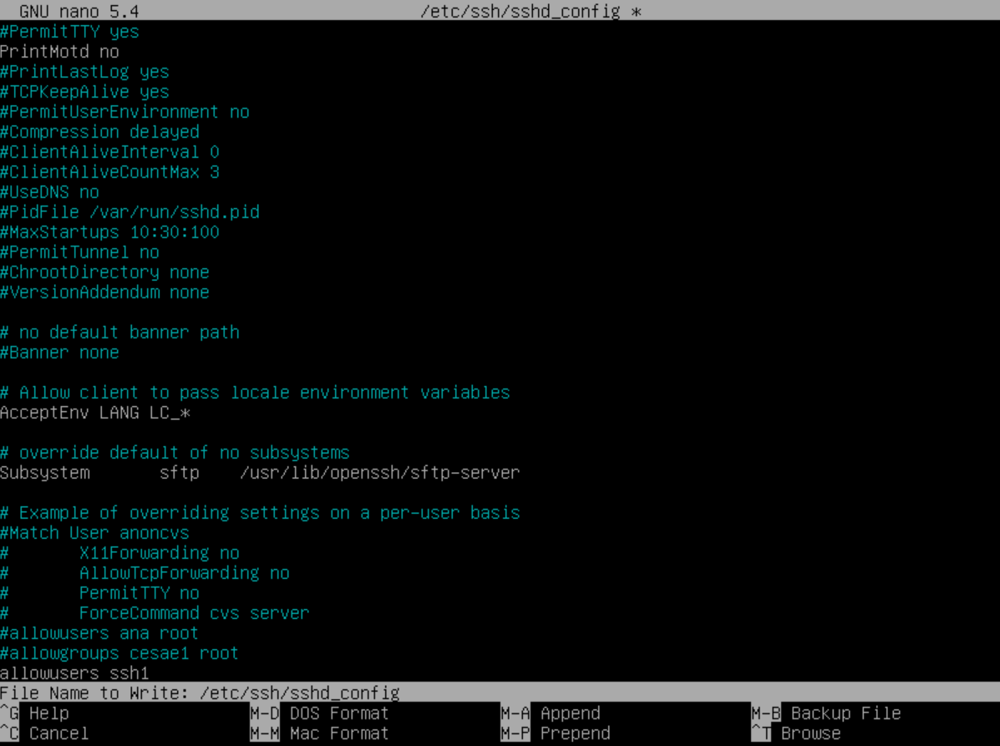 GNU nano 5.4 /etc/ssh/sshd_config *
#PermitTTY yes
PrintMotd no
#PrintLastLog yes
#TCPKeepAlive yes
#PermitUserEnvironment no
#Compression delayed
#ClientAliveInterval 0
#ClientAliveCountMax 3
#UseDNS no
#PidFile /var/run/sshd.pid
#MaxStartups 10:30:100
#PermitTunnel no
#ChrootDirectory none
#VersionAddendum none

# no default banner path
#Banner none

# Allow client to pass locale environment variables
AcceptEnv LANG LC_*

# override default of no subsystems
Subsystem       sftp    /usr/lib/openssh/sftp-server

# Example of overriding settings on a per-user basis
#Match User anoncvs
#       X11Forwarding no
#       AllowTcpForwarding no
#       PermitTTY no
#       ForceCommand cvs server
#allowusers ana root
#allowgroups cesae1 root
allowusers ssh1
File Name to Write: /etc/ssh/sshd_config
^G Help M-D DOS Format M-A Append M-B Backup File
^C Cancel M-M Mac Format M-P Prepend ^T Browse